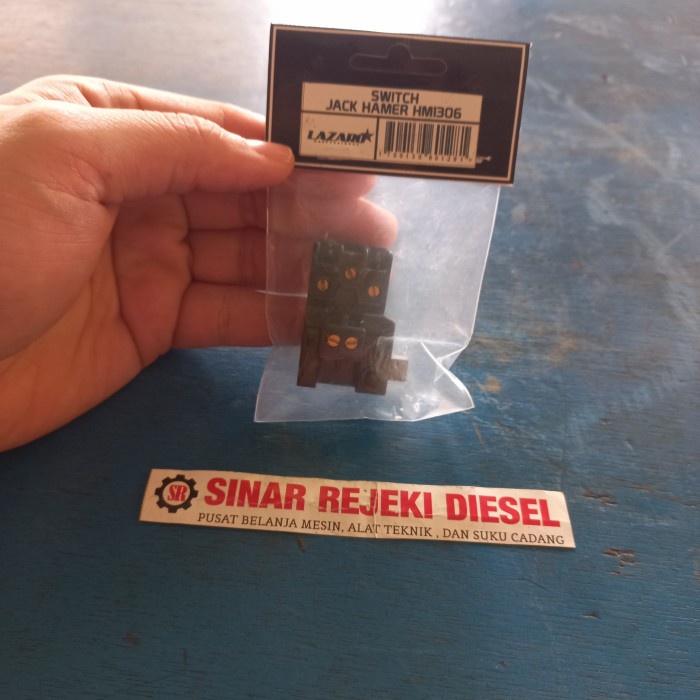 SWITCH
JACK HAMER HM1306
LAZARO
SR
SINAR REJEKI DIESEL
PUSAT BELANJA MESIN, ALAT TEKNIK , DAN SUKU CADANG